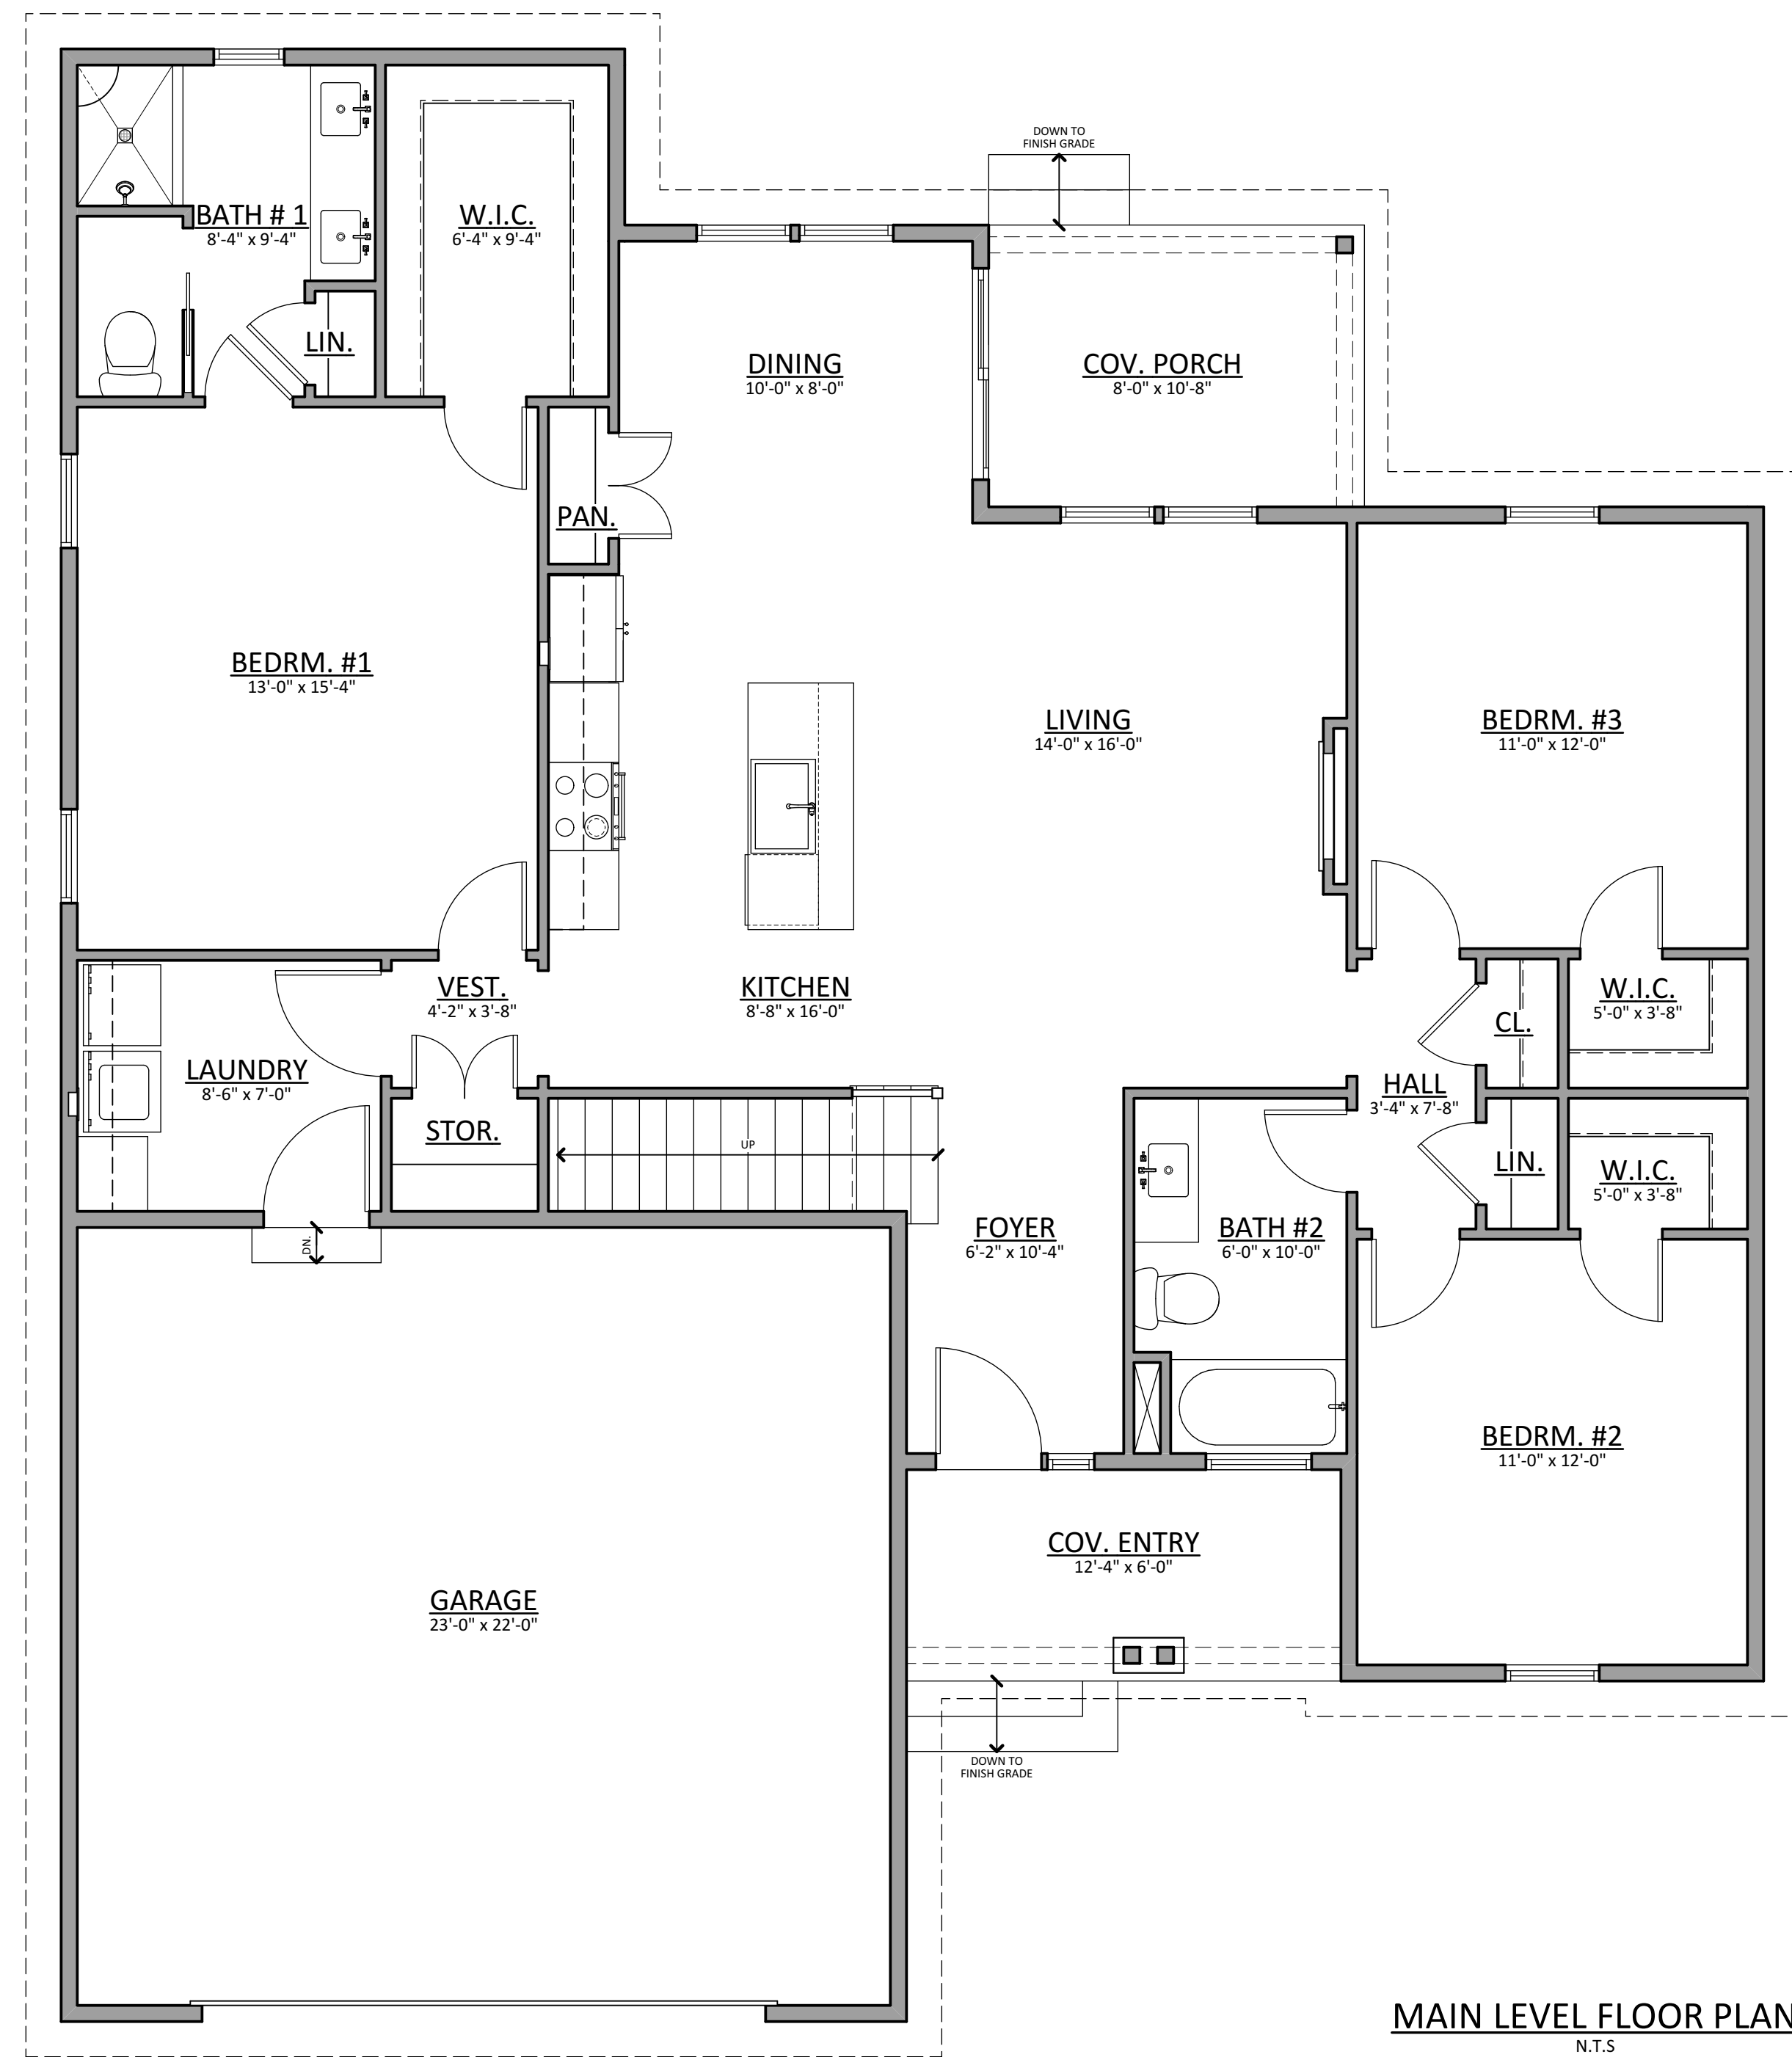 DOWN TO
FINISH GRADE
BATH # 1
8'-4" x 9'-4"
W.I.C.
6'-4" x 9'-4"
LIN.
DINING
10'-0" x 8'-0"
COV. PORCH
8'-0" x 10'-8"
PAN.
BEDRM. #1
13'-0" x 15'-4"
LIVING
14'-0" x 16'-0"
BEDRM. #3
11'-0" x 12'-0"
VEST.
4'-2" x 3'-8"
KITCHEN
8'-8" x 16'-0"
W.I.C.
5'-0" x 3'-8"
CL.
LAUNDRY
8'-6" x 7'-0"
HALL
3'-4" x 7'-8"
STOR.
UP
LIN.
W.I.C.
5'-0" x 3'-8"
DN.
FOYER
6'-2" x 10'-4"
BATH #2
6'-0" x 10'-0"
BEDRM. #2
11'-0" x 12'-0"
COV. ENTRY
12'-4" x 6'-0"
GARAGE
23'-0" x 22'-0"
DOWN TO
FINISH GRADE
MAIN LEVEL FLOOR PLAN
N.T.S